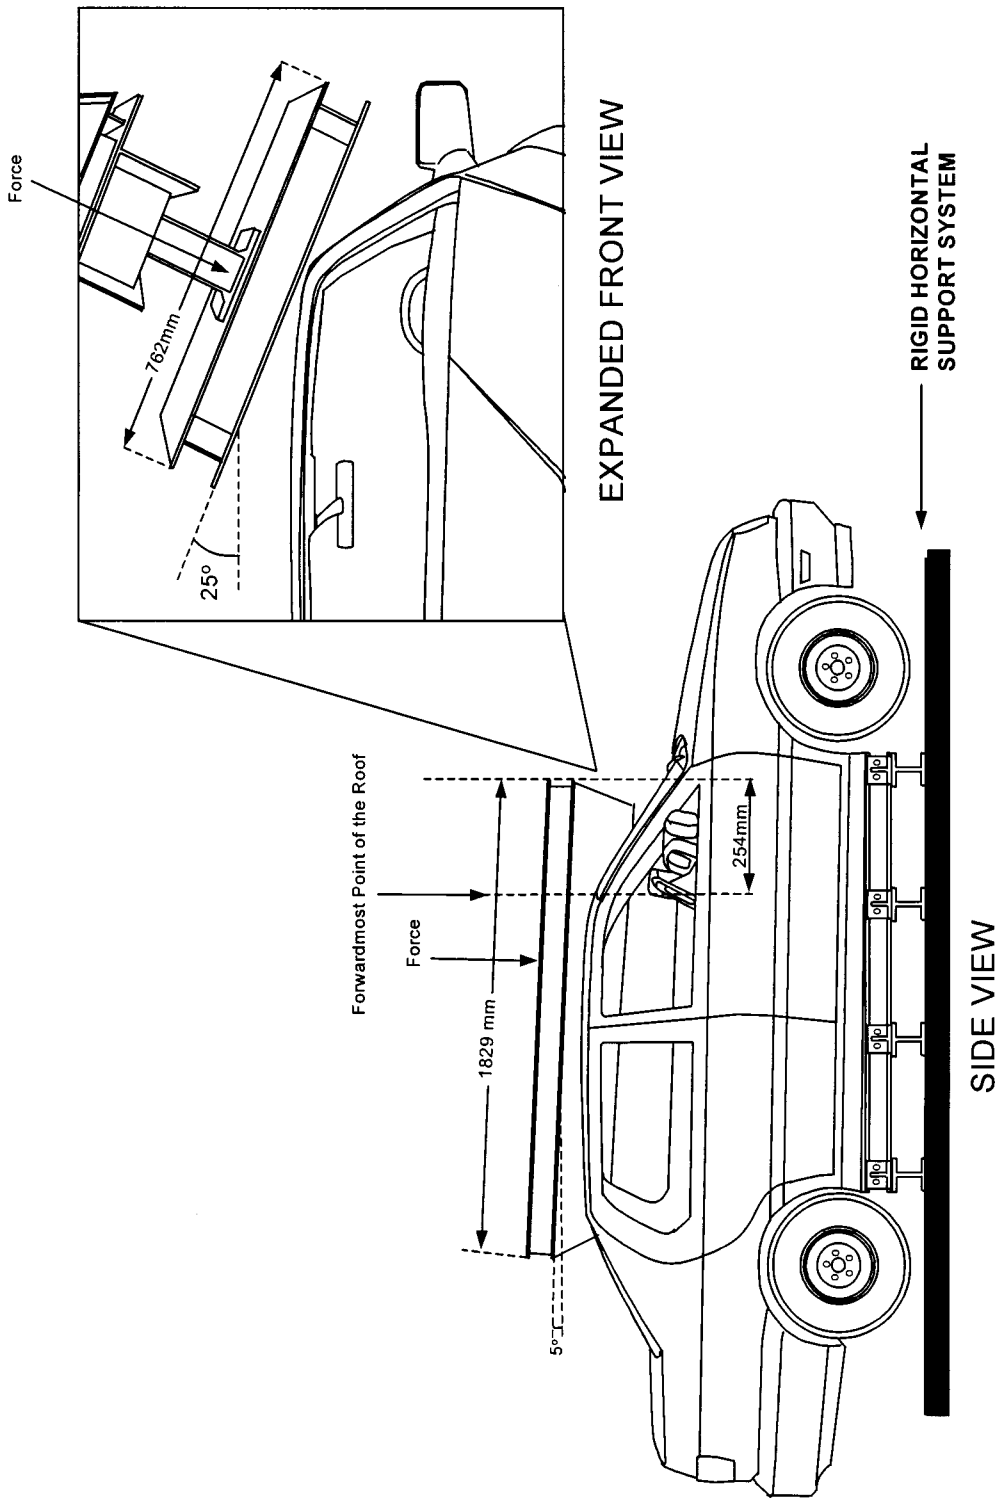 Force
762mm
25°
EXPANDED FRONT VIEW
Forwardmost Point of the Roof
Force
1829 mm
254mm
5°
RIGID HORIZONTAL
SUPPORT SYSTEM
SIDE VIEW